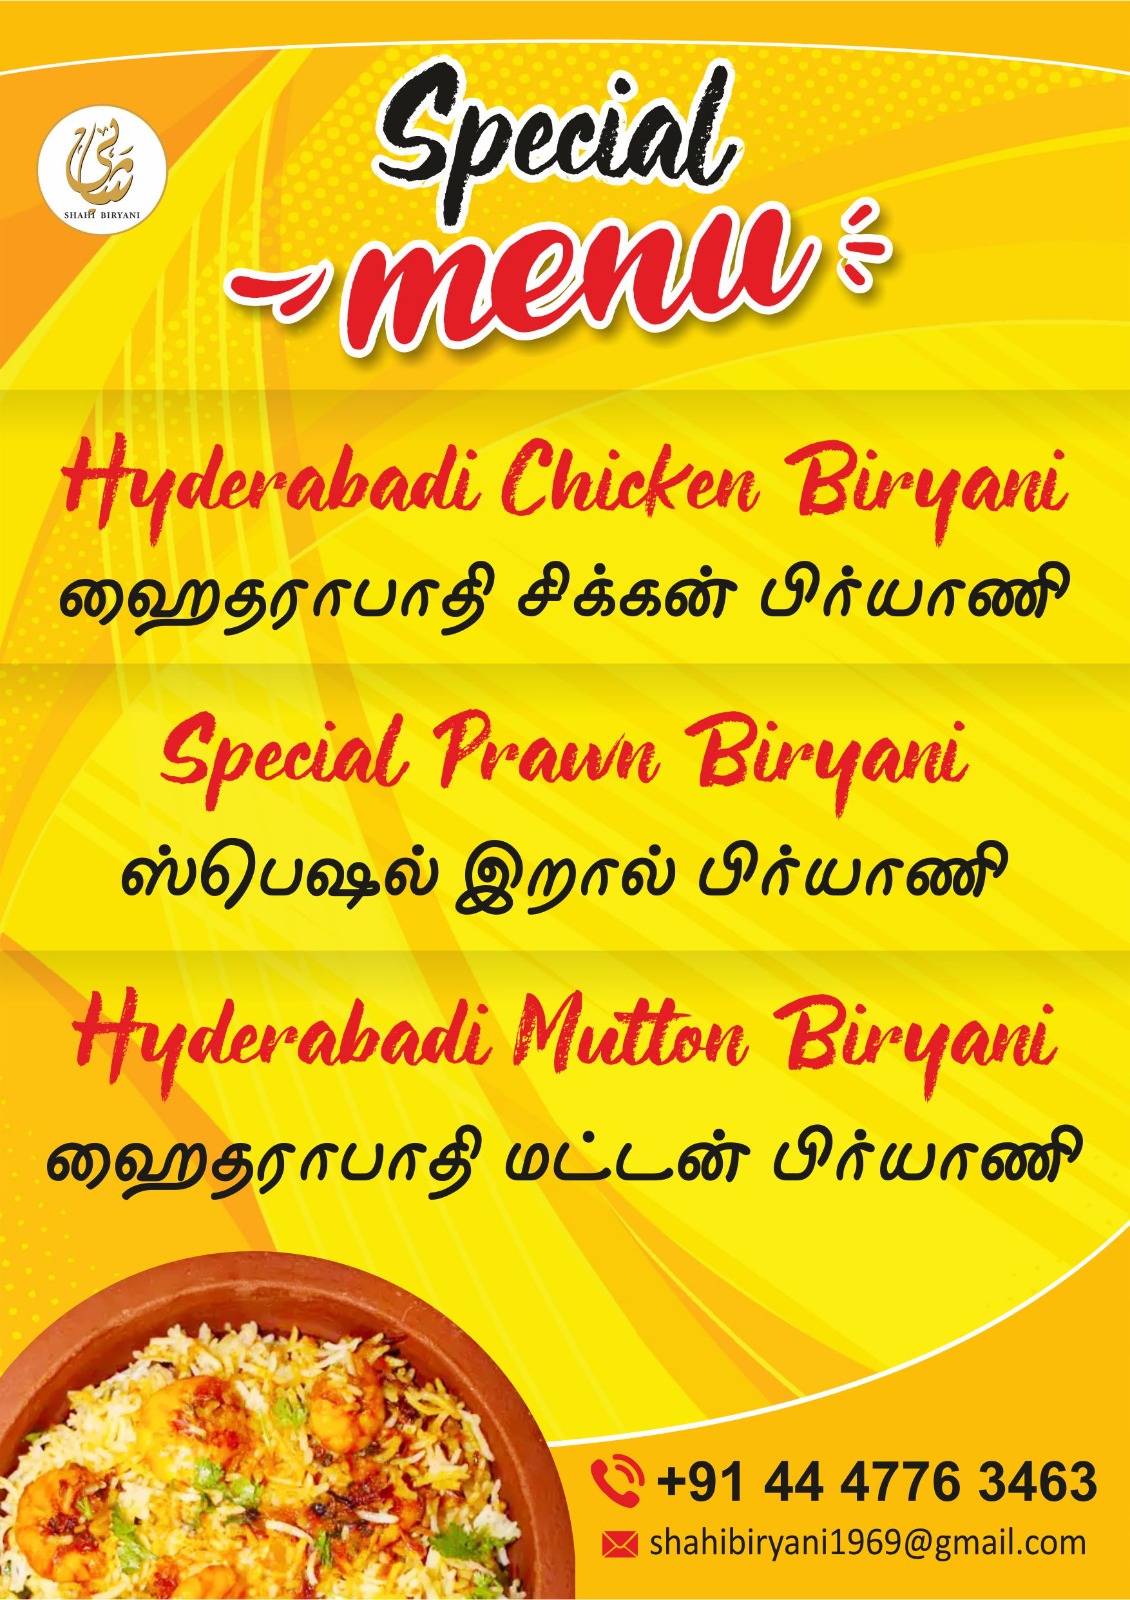 SHAHI BIRYANI
Special
menu
Hyderabadi Chicken Biryani
ஹைதராபாதி சிக்கன் பிர்யாணி
Special Prawn Biryani
ஸ்பெஷல் இறால் பிர்யாணி
Hyderabadi Mutton Biryani
ஹைதராபாதி மட்டன் பிர்யாணி
+91 44 4776 3463
shahibiryani1969@gmail.com